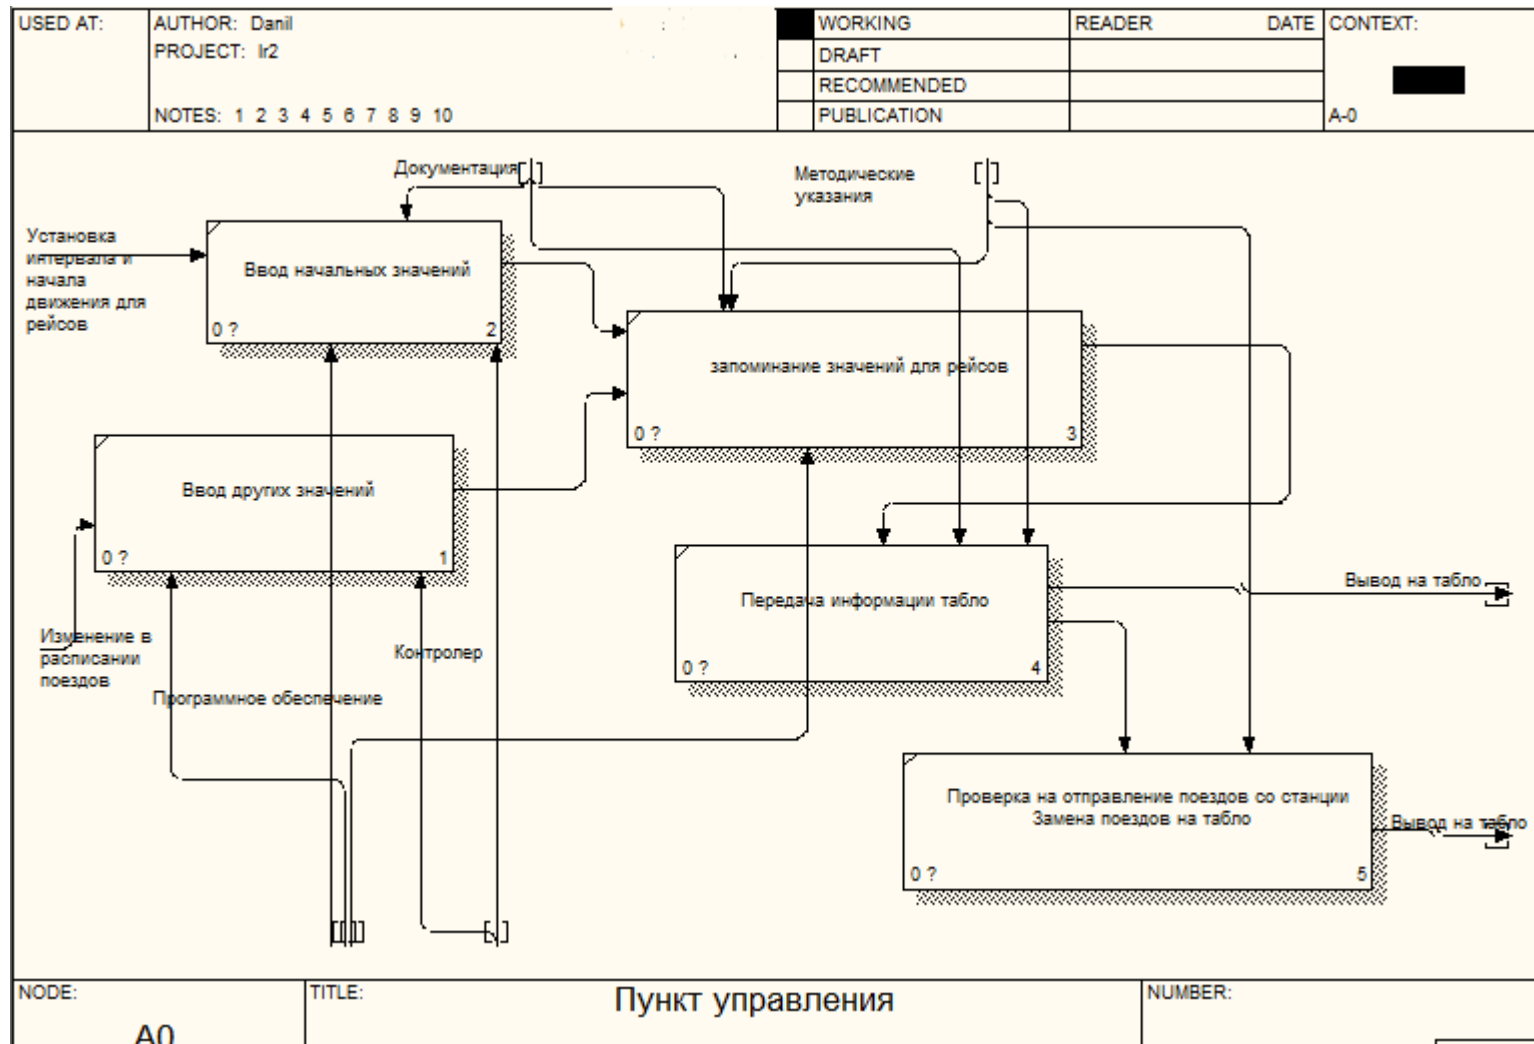 USED AT:
AUTHOR: Danil
PROJECT: lr2
NOTES: 1 2 3 4 5 6 7 8 9 10
WORKING
DRAFT
RECOMMENDED
PUBLICATION
READER DATE
CONTEXT:
A-0
Документация
Методические
указания
Установка
интервала и
начала
движения для
рейсов
Ввод начальных значений
0 ? 2
запоминание значений для рейсов
0 ? 3
Ввод других значений
0 ? 1
Передача информации табло
0 ? 4
Вывод на табло
Изменение в
расписании
поездов
Контролер
Программное обеспечение
Проверка на отправление поездов со станции
Замена поездов на табло
0 ? 5
Вывод на табло
NODE:
A0
TITLE:
Пункт управления
NUMBER: